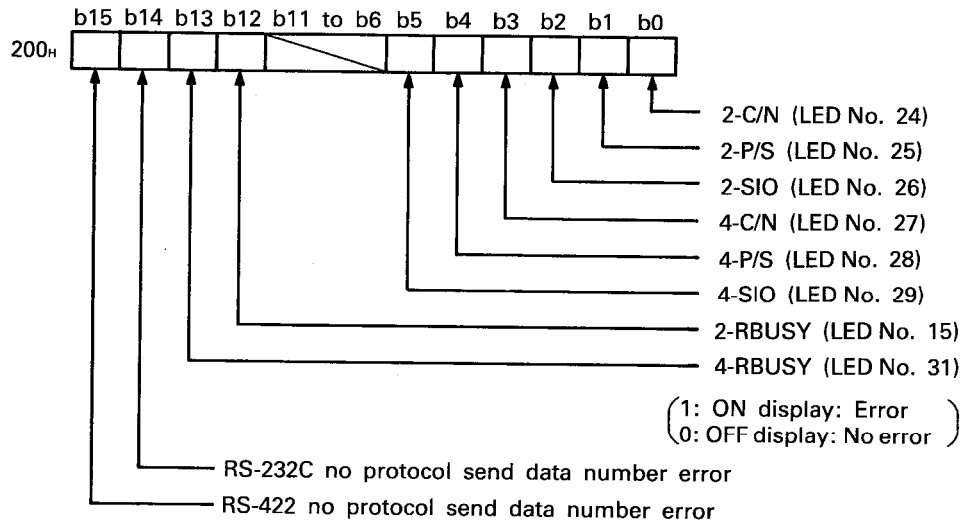 b15 b14 b13 b12 b11 to b6 b5 b4 b3 b2 b1 b0
200H
2-C/N (LED No. 24)
2-P/S (LED No. 25)
2-SIO (LED No. 26)
4-C/N (LED No. 27)
4-P/S (LED No. 28)
4-SIO (LED No. 29)
2-RBUSY (LED No. 15)
4-RBUSY (LED No. 31)
(1: ON display: Error
0: OFF display: No error)
RS-232C no protocol send data number error
RS-422 no protocol send data number error